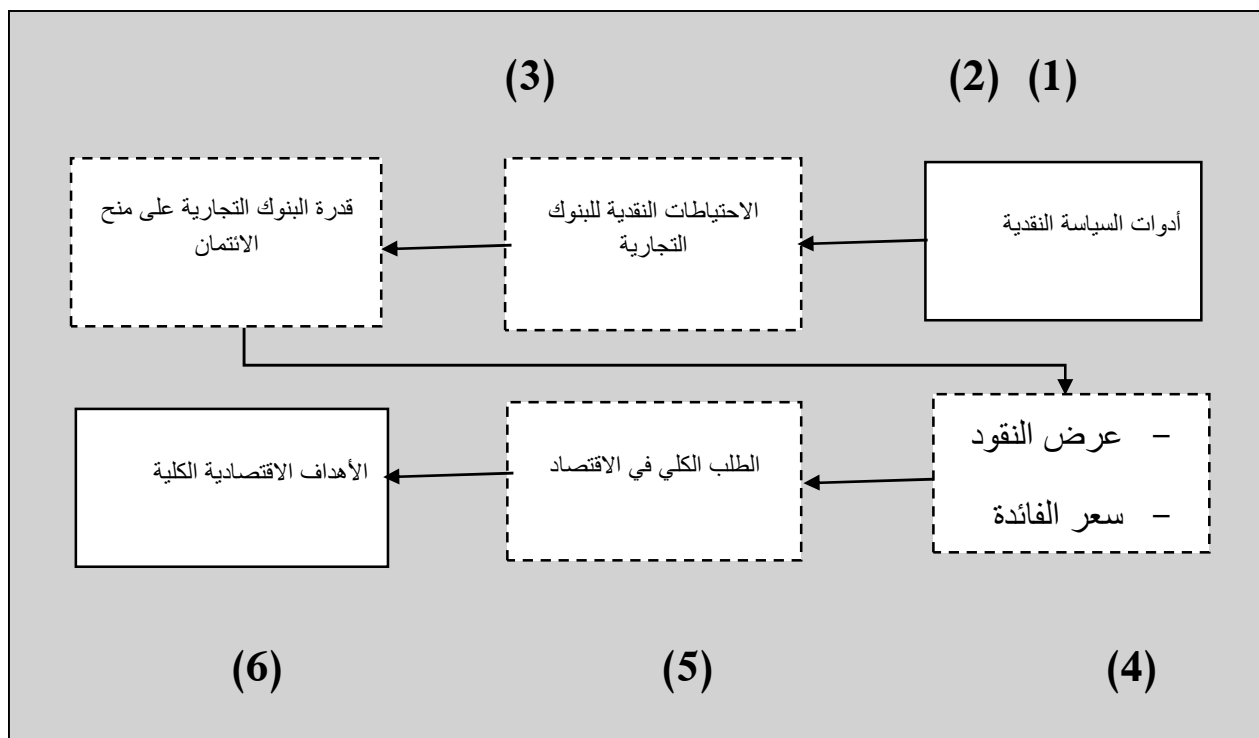 (1) (2)
(3)
أدوات السياسة النقدية
الاحتياطات النقدية للبنوك
التجارية
قدرة البنوك التجارية على منح
الائتمان
– عرض النقود
– سعر الفائدة
الطلب الكلي في الاقتصاد
الأهداف الاقتصادية الكلية
(4)
(5)
(6)